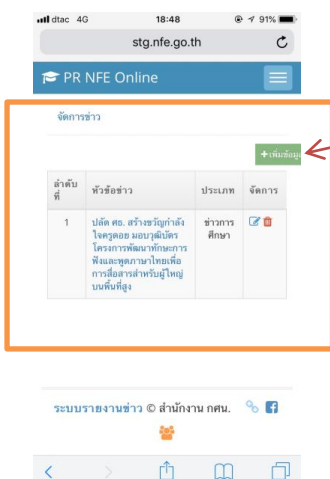 dtac 4G 18:48 91%
stg.nfe.go.th
PR NFE Online
จัดการข่าว
+เพิ่มข้อมูล
ลำดับ หัวข้อข่าว ประเภท จัดการ
ที่
1 ปลัด ศธ. สร้างขวัญกำลัง ข่าวการ
ใจครูดอย มอบวุฒิบัตร ศึกษา
โครงการพัฒนาทักษะการ
ฟังและพูดภาษาไทยเพื่อ
การสื่อสารสำหรับผู้ใหญ่
บนพื้นที่สูง
ระบบรายงานข่าว © สำนักงาน กศน.